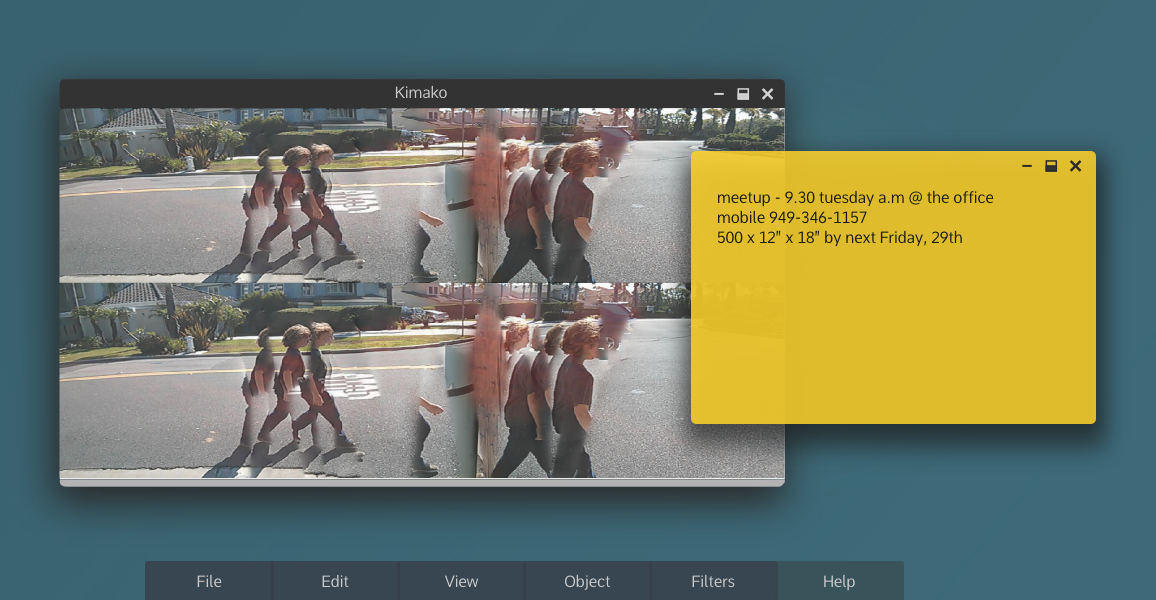 Kimako
meetup - 9.30 tuesday a.m @ the office
mobile 949-346-1157
500 x 12" x 18" by next Friday, 29th
File
Edit
View
Object
Filters
Help